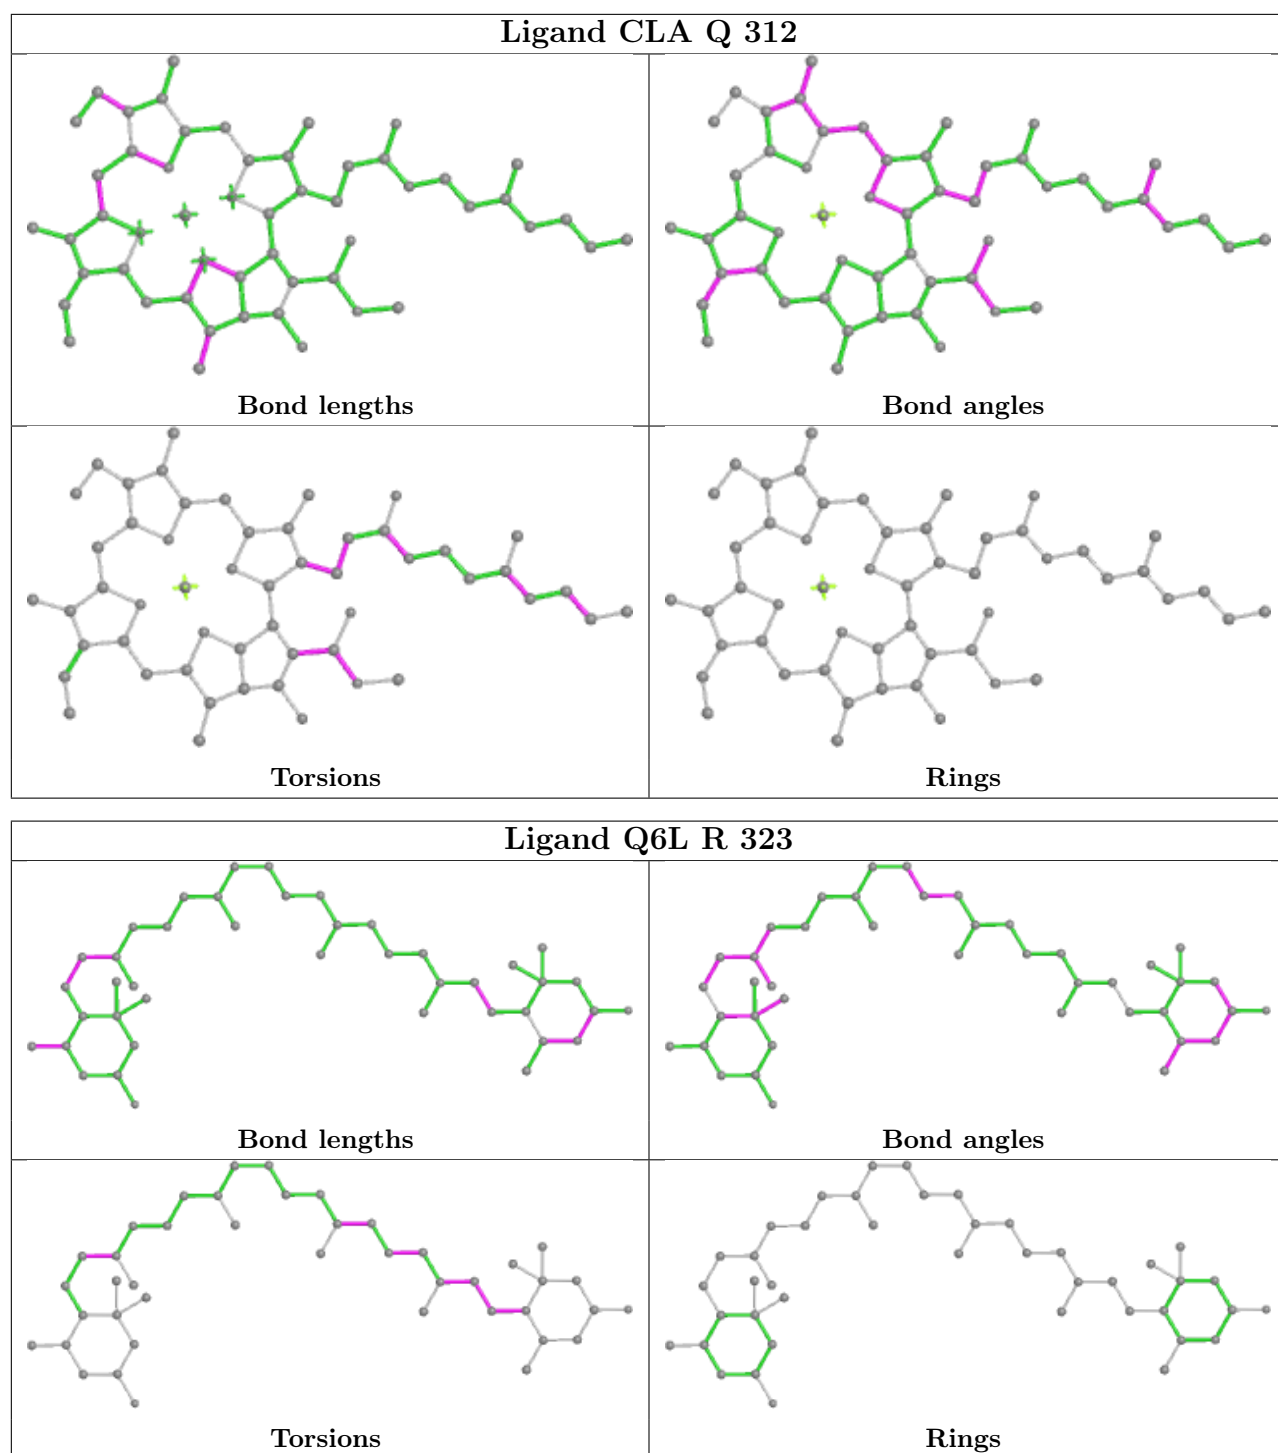 Ligand CLA Q 312
Bond lengths
Bond angles
Torsions
Rings
Ligand Q6L R 323
Bond lengths
Bond angles
Torsions
Rings